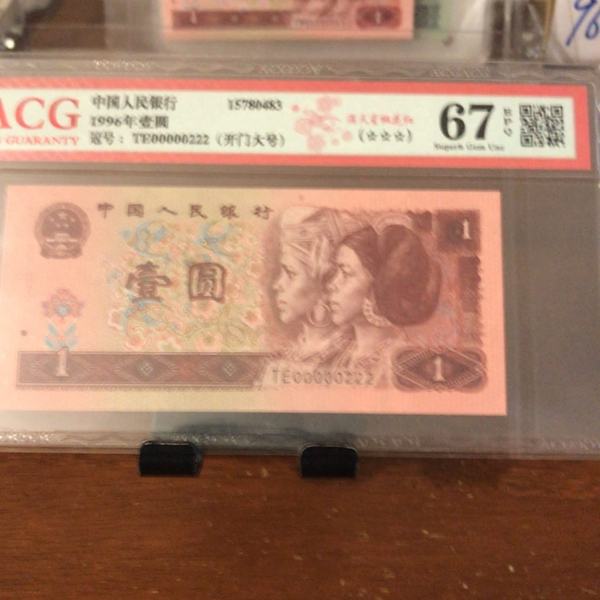 ACG
GUARANTY
中国人民银行 15780483
1996年壹圆
冠号：TE00000222（开门大号）
(☆☆☆)
67
Superb Gem Unc
中国人民银行
1
壹圆
1
TE00000222
1
96